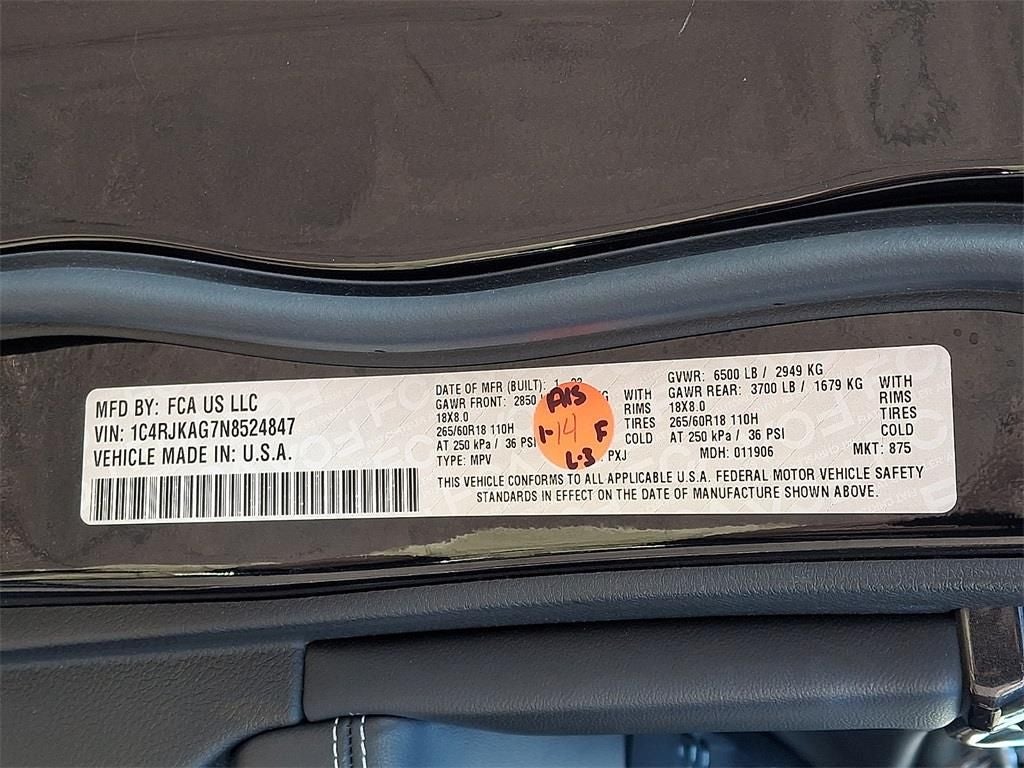 MFD BY: FCA US LLC
VIN: 1C4RJKAG7N8524847
VEHICLE MADE IN: U.S.A.
DATE OF MFR (BUILT):
GAWR FRONT: 2850
18X8.0
265/60R18 110H
AT 250 kPa / 36 PSI
TYPE: MPV
WITH
RIMS
TIRES
COLD
PXJ
AIS
1-14 F
L-3
GVWR: 6500 LB / 2949 KG
GAWR REAR: 3700 LB / 1679 KG
18X8.0
265/60R18 110H
AT 250 kPa / 36 PSI
MDH: 011906
WITH
RIMS
TIRES
COLD
MKT: 875
THIS VEHICLE CONFORMS TO ALL APPLICABLE U.S.A. FEDERAL MOTOR VEHICLE SAFETY
STANDARDS IN EFFECT ON THE DATE OF MANUFACTURE SHOWN ABOVE.